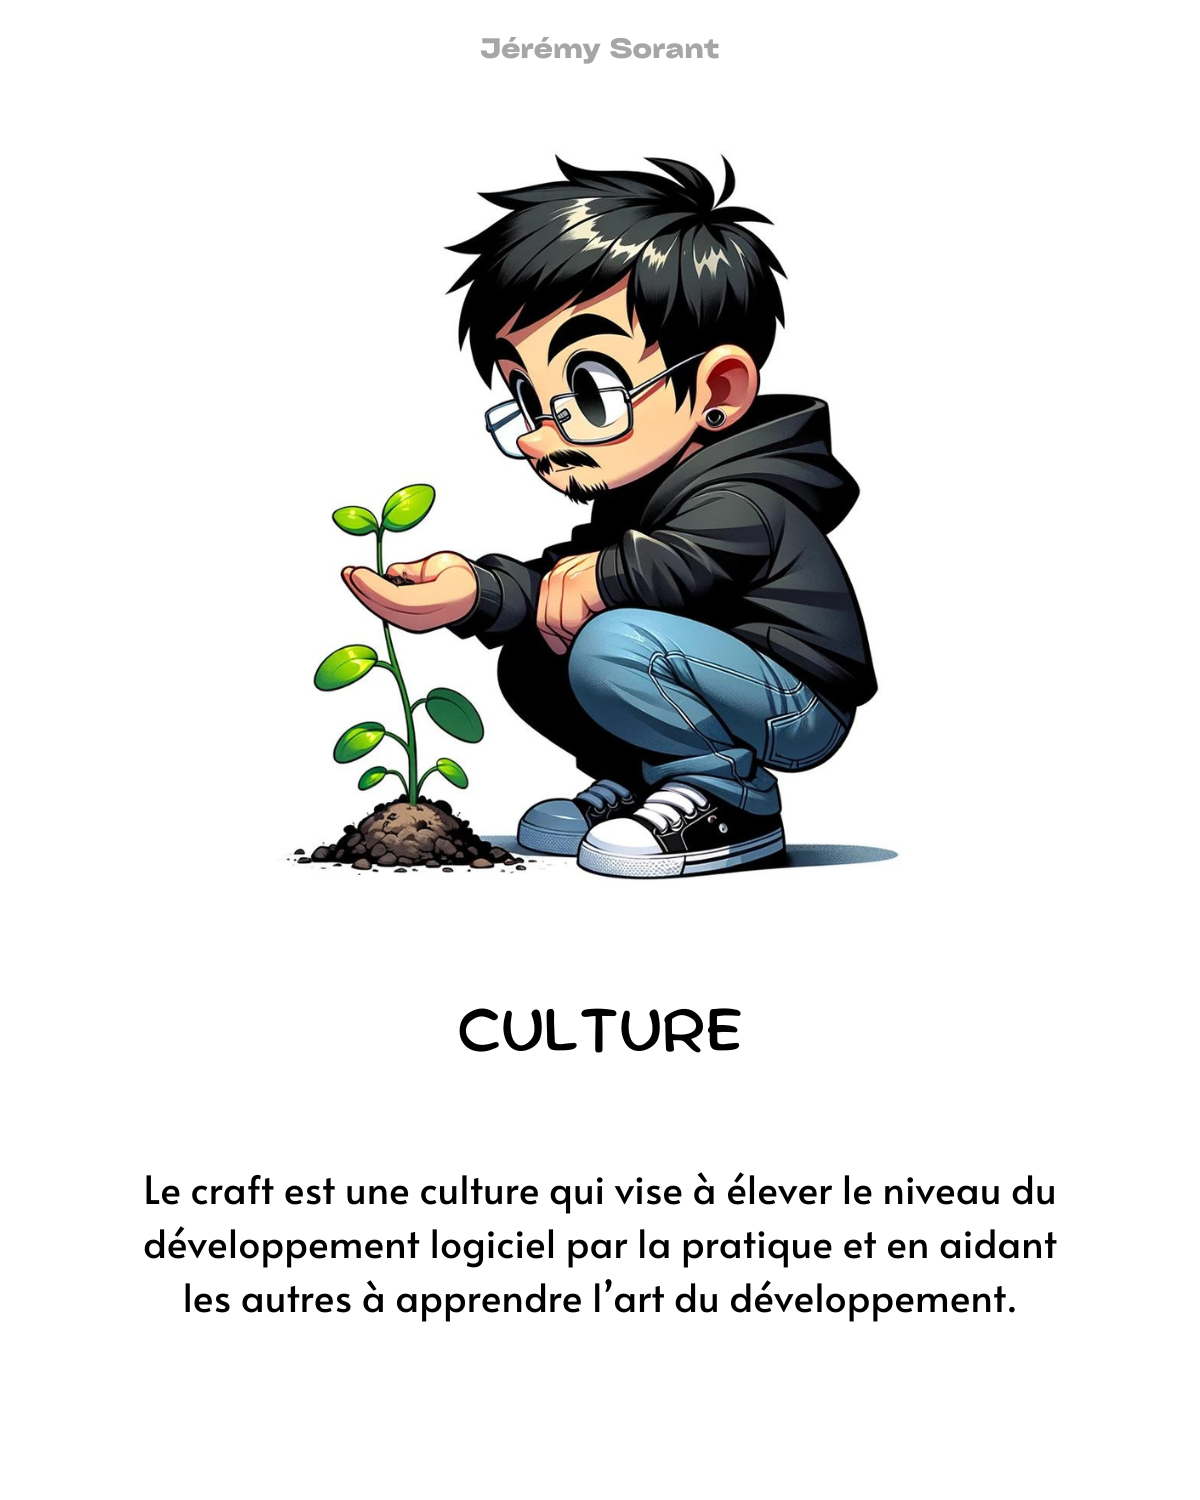 Jérémy Sorant
CULTURE
Le craft est une culture qui vise à élever le niveau du
développement logiciel par la pratique et en aidant
les autres à apprendre l’art du développement.